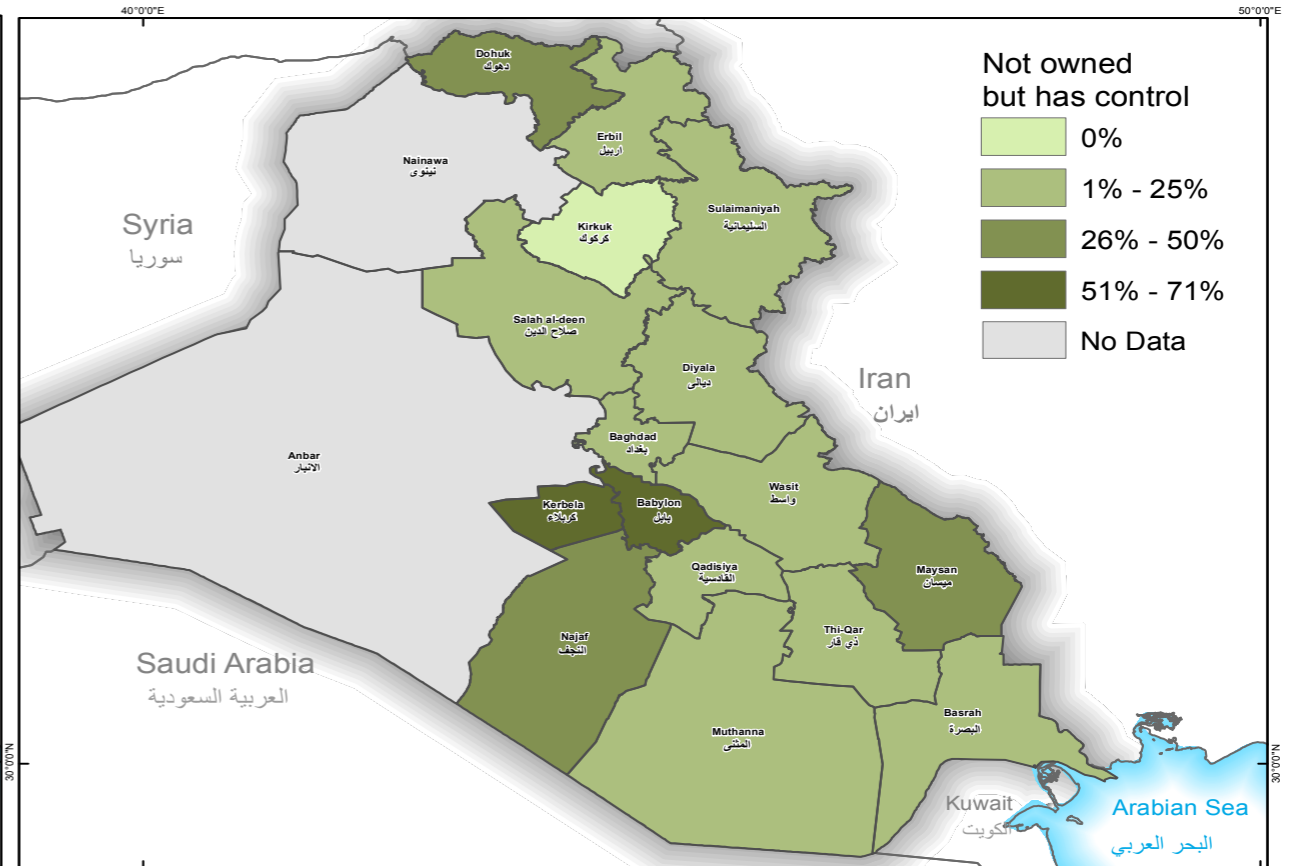 40°0'0"E
50°0'0"E
Not owned
but has control
0%
1% - 25%
26% - 50%
51% - 71%
No Data
Dohuk
دهوك
Erbil
اربيل
Nainawa
نينوى
Sulaimaniyah
السليمانية
Kirkuk
كركوك
Syria
سوريا
Salah al-deen
صلاح الدين
Diyala
ديالى
Iran
ايران
Baghdad
بغداد
Anbar
الانبار
Wasit
واسط
Kerbela
كربلاء
Babylon
بابل
Qadisiya
القادسية
Maysan
ميسان
Najaf
النجف
Thi-Qar
ذي قار
Saudi Arabia
العربية السعودية
Muthanna
المثنى
Basrah
البصرة
30°0'0"N
30°0'0"N
Kuwait
الكويت
Arabian Sea
البحر العربي